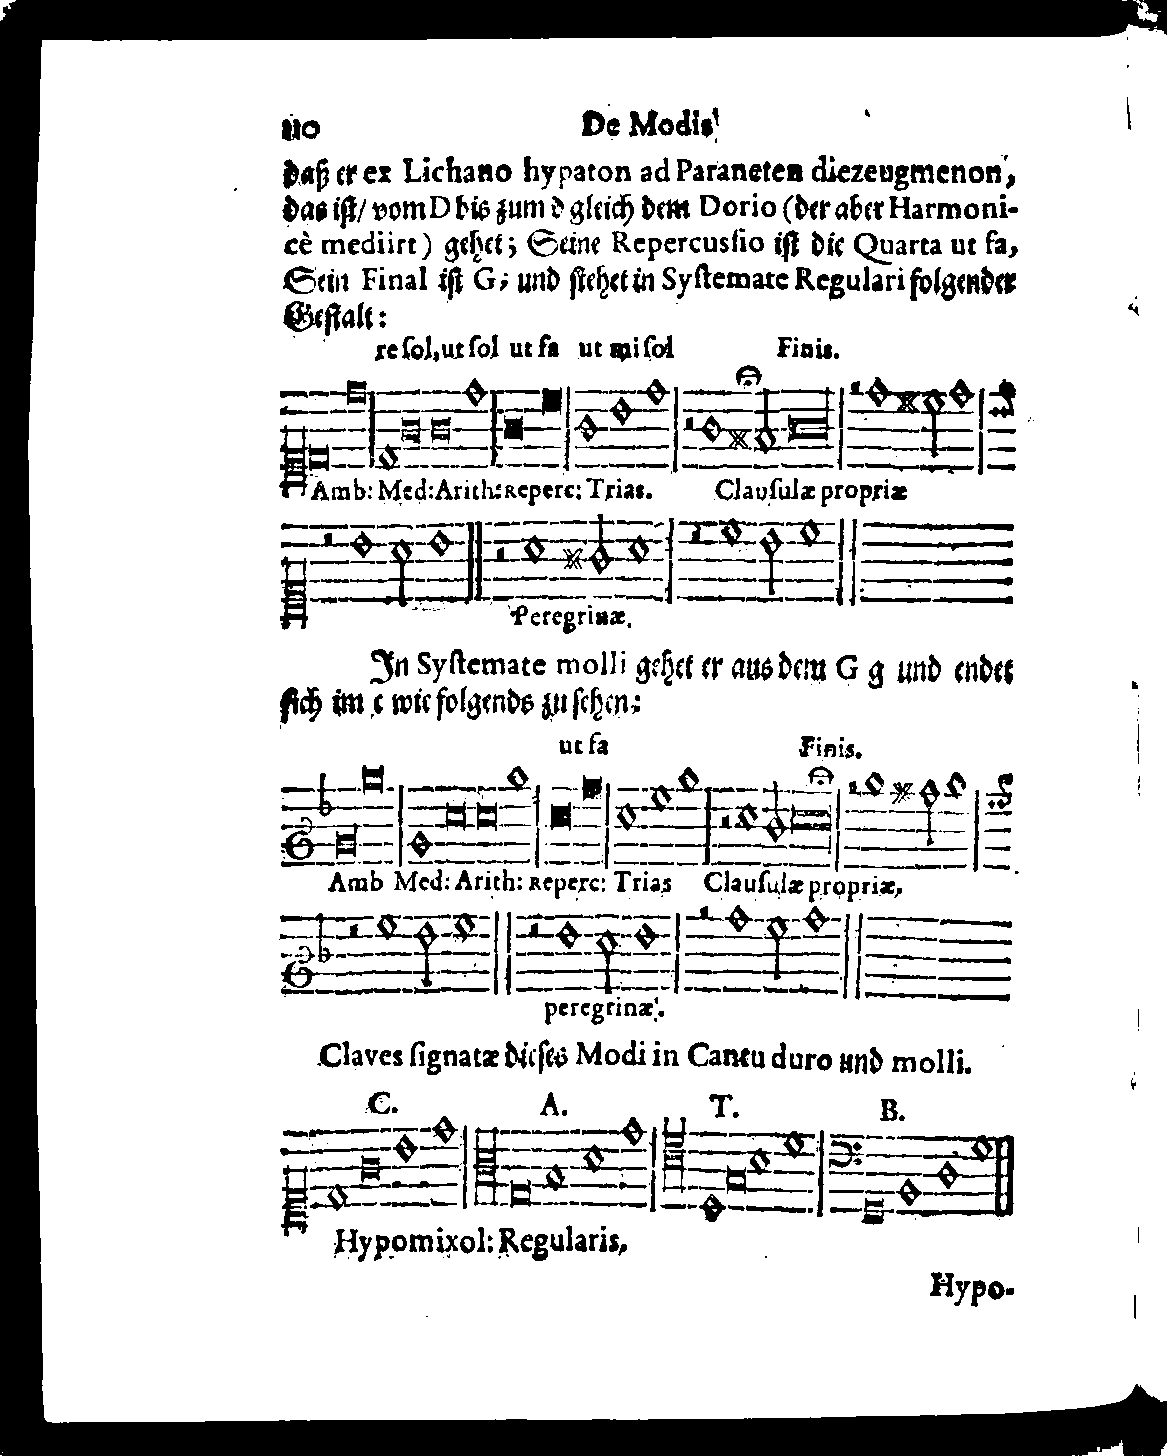 110 De Modis
daß er ex Lichano hypaton ad Paraneten diezeugmenon,
das ist/ vom D bis zum d gleich dem Dorio (der aber Harmoni-
cè mediirt) gehet; Seine Repercussio ist die Quarta ut fa,
Sein Final ist G; und stehet in Systemate Regulari folgender
Gestalt:
re sol, ut sol ut fa ut mi sol Finis.
Amb: Med: Arith: Reperc: Trias. Clausulæ propriæ
Peregrinæ.
In Systemate molli gehet er aus dem G g und endet
sich im c wie folgends zu sehen:
ut fa Finis.
Amb Med: Arith: Reperc: Trias Clausulæ propriæ,
peregrinæ.
Claves signatæ dieses Modi in Cantu duro und molli.
C. A. T. B.
Hypomixol: Regularis,
Hypo-